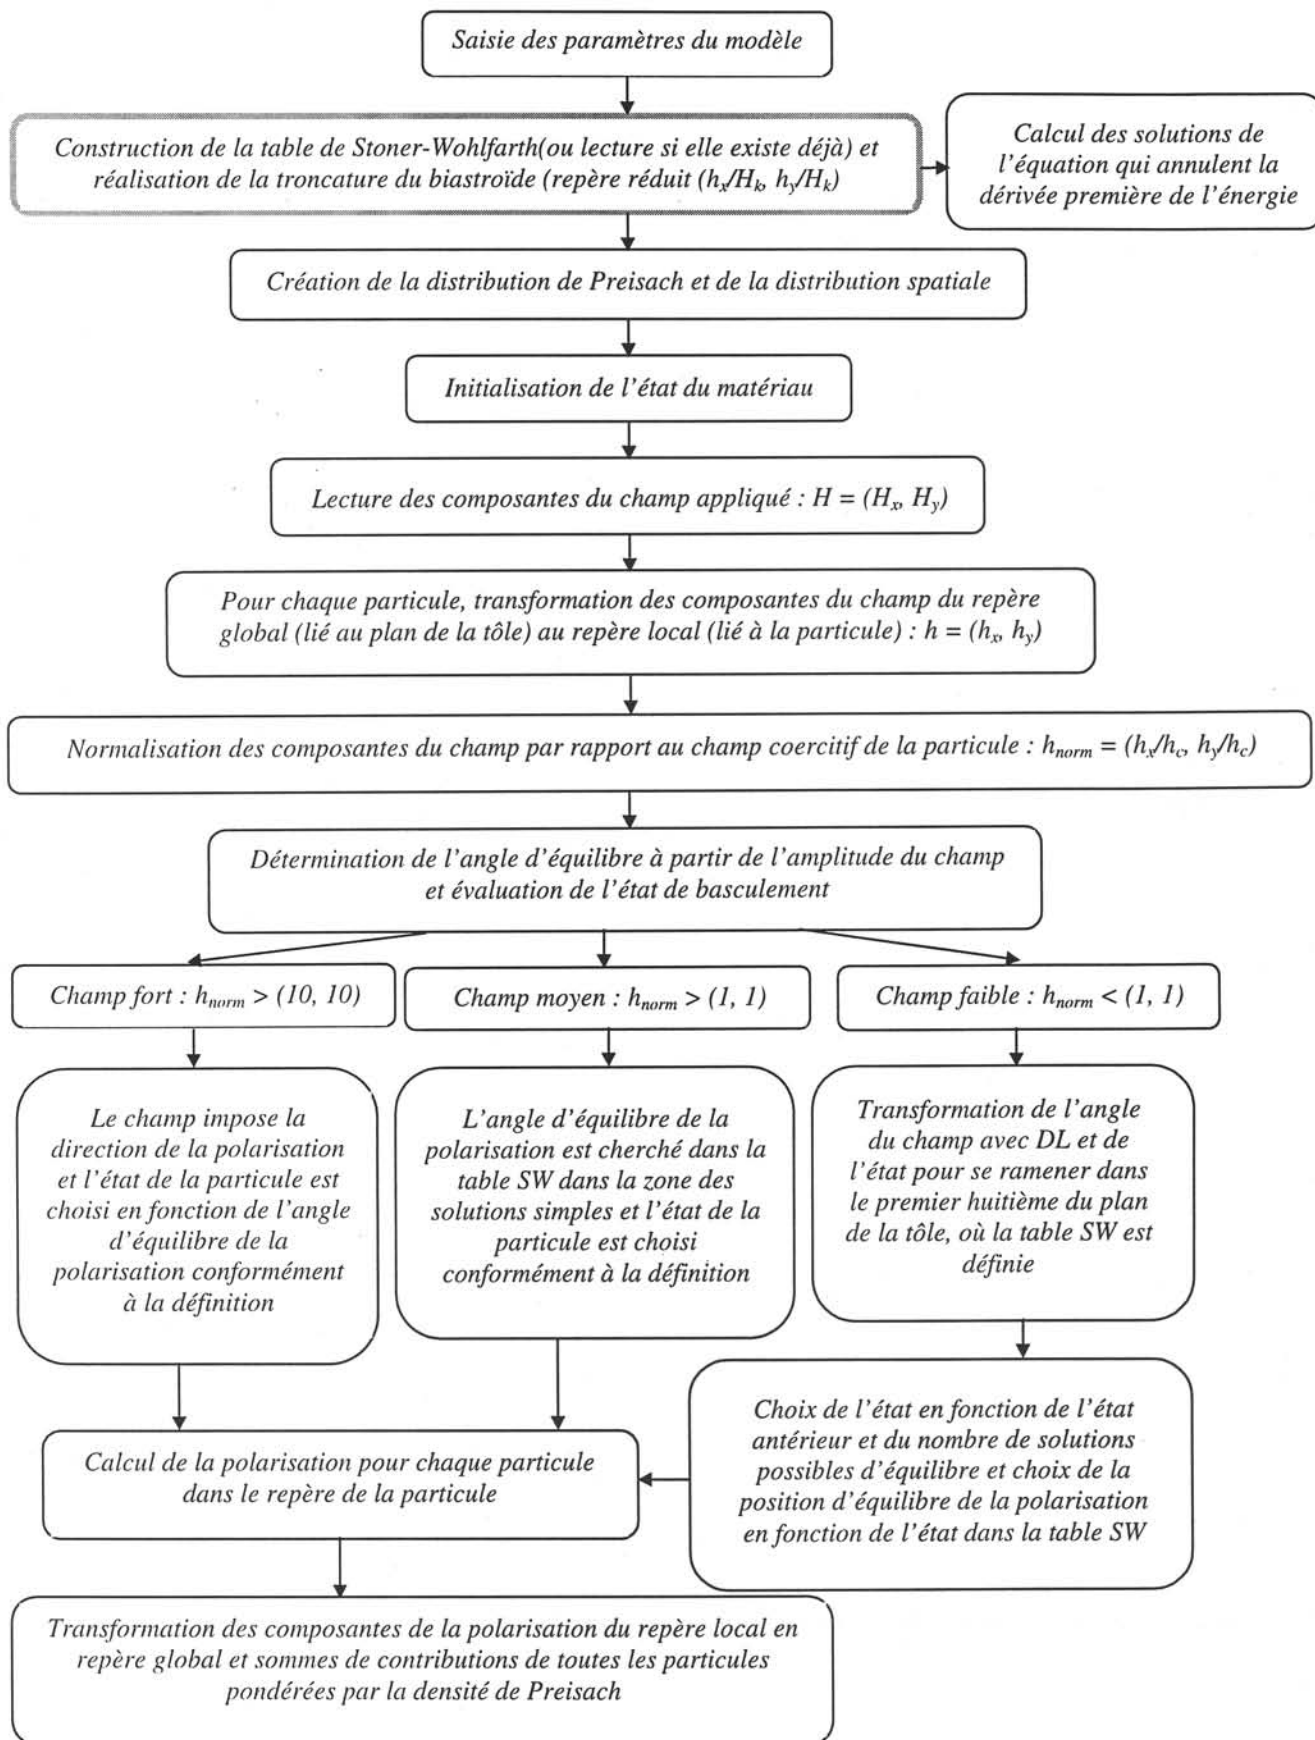 Saisie des paramètres du modèle
Construction de la table de Stoner-Wohlfarth(ou lecture si elle existe déjà) et
réalisation de la troncature du biastroïde (repère réduit (hx/Hk, hy/Hk)
Calcul des solutions de
l'équation qui annulent la
dérivée première de l'énergie
Création de la distribution de Preisach et de la distribution spatiale
Initialisation de l'état du matériau
Lecture des composantes du champ appliqué : H = (Hx, Hy)
Pour chaque particule, transformation des composantes du champ du repère
global (lié au plan de la tôle) au repère local (lié à la particule) : h = (hx, hy)
Normalisation des composantes du champ par rapport au champ coercitif de la particule : hnorm = (hx/hc, hy/hc)
Détermination de l'angle d'équilibre à partir de l'amplitude du champ
et évaluation de l'état de basculement
Champ fort : hnorm > (10, 10)
Champ moyen : hnorm > (1, 1)
Champ faible : hnorm < (1, 1)
Le champ impose la
direction de la polarisation
et l'état de la particule est
choisi en fonction de l'angle
d'équilibre de la
polarisation conformément
à la définition
L'angle d'équilibre de la
polarisation est cherché dans la
table SW dans la zone des
solutions simples et l'état de la
particule est choisi
conformément à la définition
Transformation de l'angle
du champ avec DL et de
l'état pour se ramener dans
le premier huitième du plan
de la tôle, où la table SW est
définie
Choix de l'état en fonction de l'état
antérieur et du nombre de solutions
possibles d'équilibre et choix de la
position d'équilibre de la polarisation
en fonction de l'état dans la table SW
Calcul de la polarisation pour chaque particule
dans le repère de la particule
Transformation des composantes de la polarisation du repère local en
repère global et sommes de contributions de toutes les particules
pondérées par la densité de Preisach